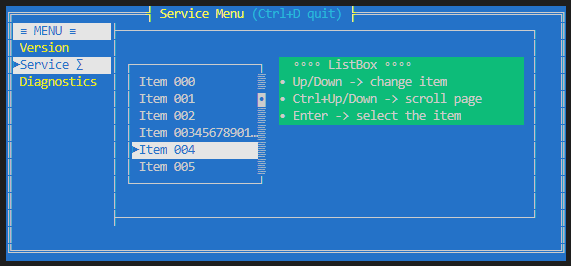 Service Menu (Ctrl+D quit)
≡ MENU ≡
Version
►Service Σ
Diagnostics
Item 000
Item 001
Item 002
Item 00345678901…
►Item 004
Item 005
°°°° ListBox °°°°
• Up/Down -> change item
• Ctrl+Up/Down -> scroll page
• Enter -> select the item